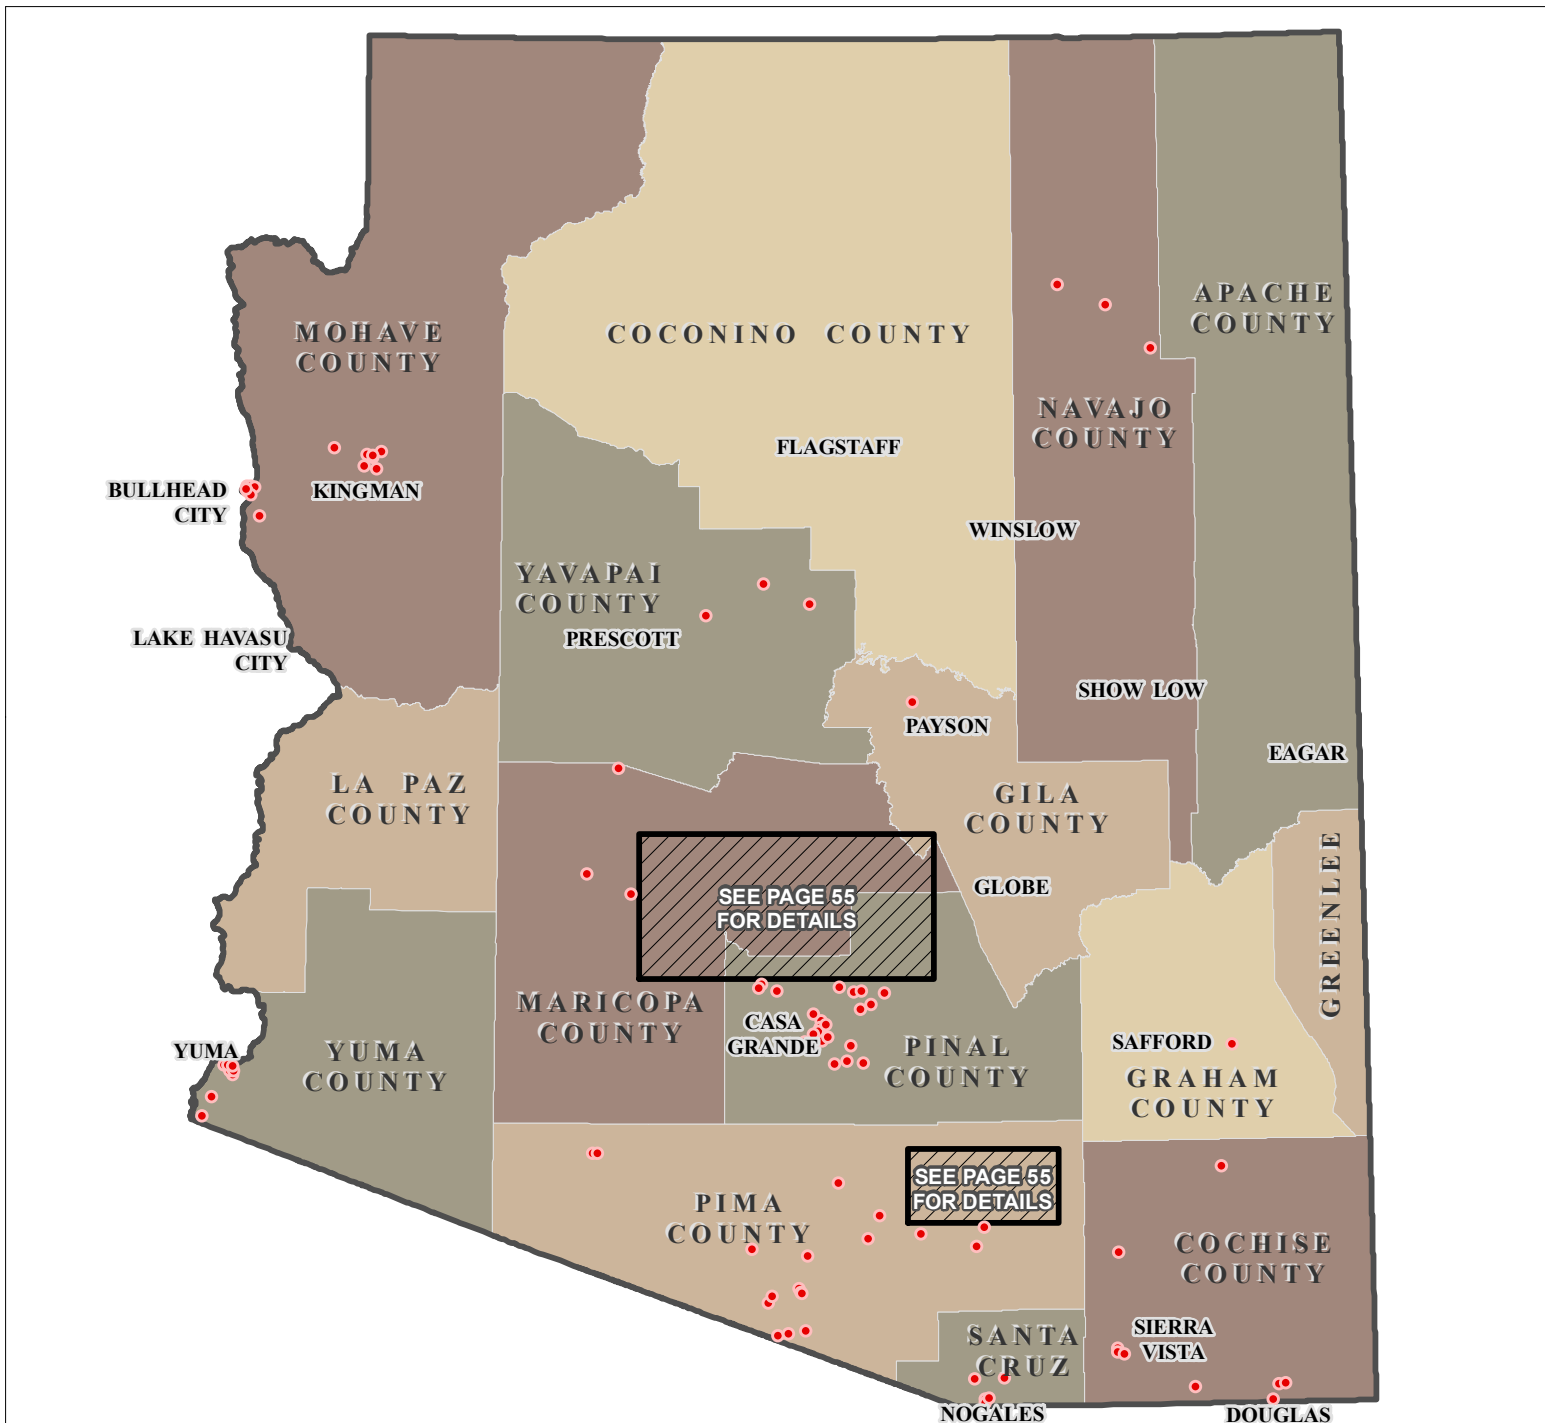 APACHE
COUNTY
MOHAVE
COUNTY
COCONINO COUNTY
NAVAJO
COUNTY
FLAGSTAFF
BULLHEAD
CITY
KINGMAN
WINSLOW
YAVAPAI
COUNTY
PRESCOTT
LAKE HAVASU
CITY
SHOW LOW
PAYSON
EAGAR
LA PAZ
COUNTY
GILA
COUNTY
GREENLEE
GLOBE
SEE PAGE 55
FOR DETAILS
MARICOPA
COUNTY
CASA
GRANDE
PINAL
COUNTY
SAFFORD
GRAHAM
COUNTY
YUMA
YUMA
COUNTY
SEE PAGE 55
FOR DETAILS
PIMA
COUNTY
COCHISE
COUNTY
SIERRA
VISTA
SANTA
CRUZ
NOGALES
DOUGLAS